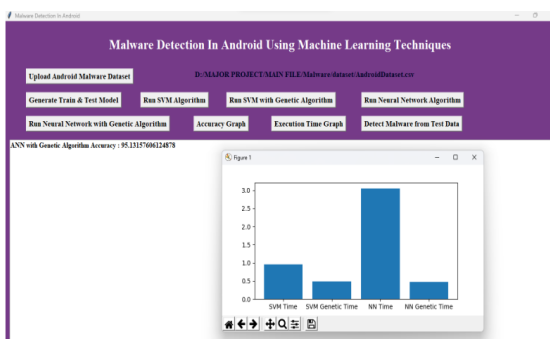 Malware Detection In Android
Malware Detection In Android Using Machine Learning Techniques
Upload Android Malware Dataset D:/MAJOR PROJECT/MAIN FILE/Malware/dataset/AndroidDataset.csv
Generate Train & Test Model Run SVM Algorithm Run SVM with Genetic Algorithm Run Neural Network Algorithm
Run Neural Network with Genetic Algorithm Accuracy Graph Execution Time Graph Detect Malware from Test Data
ANN with Genetic Algorithm Accuracy : 95.13157606124878
Figure 1
3.0
2.5
2.0
1.5
1.0
0.5
0.0
SVM Time SVM Genetic Time NN Time NN Genetic Time